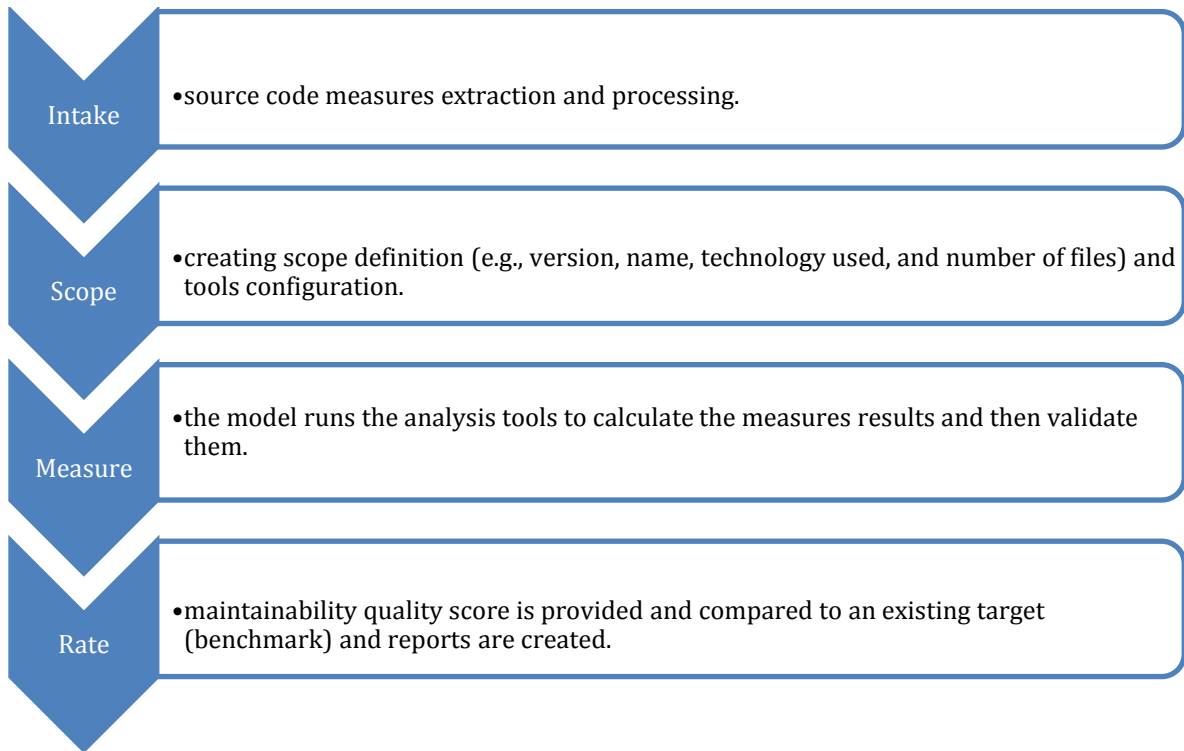 Intake
•source code measures extraction and processing.
Scope
•creating scope definition (e.g., version, name, technology used, and number of files) and
tools configuration.
Measure
•the model runs the analysis tools to calculate the measures results and then validate
them.
Rate
•maintainability quality score is provided and compared to an existing target
(benchmark) and reports are created.